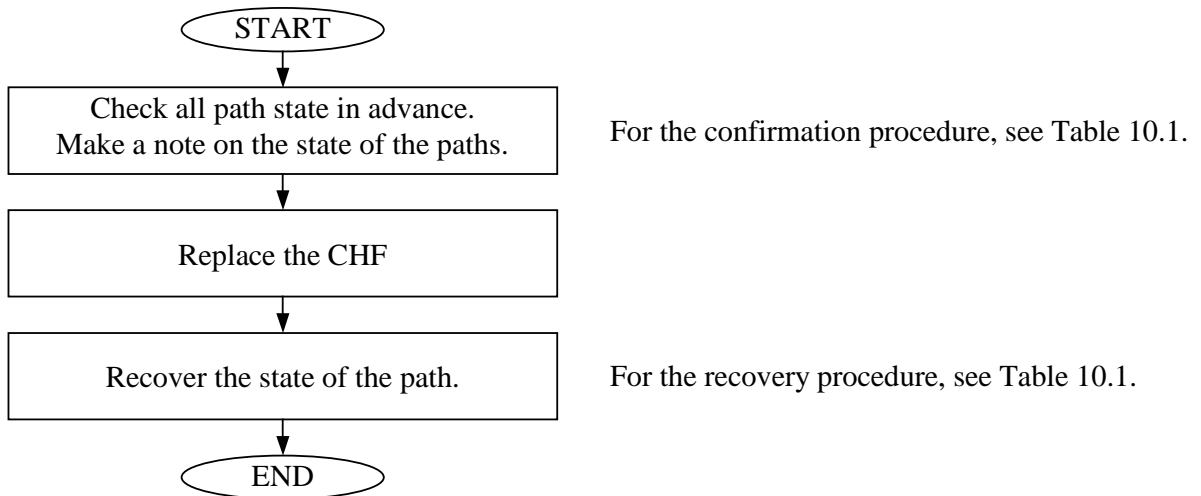 START
Check all path state in advance.
Make a note on the state of the paths.
For the confirmation procedure, see Table 10.1.
Replace the CHF
Recover the state of the path.
For the recovery procedure, see Table 10.1.
END